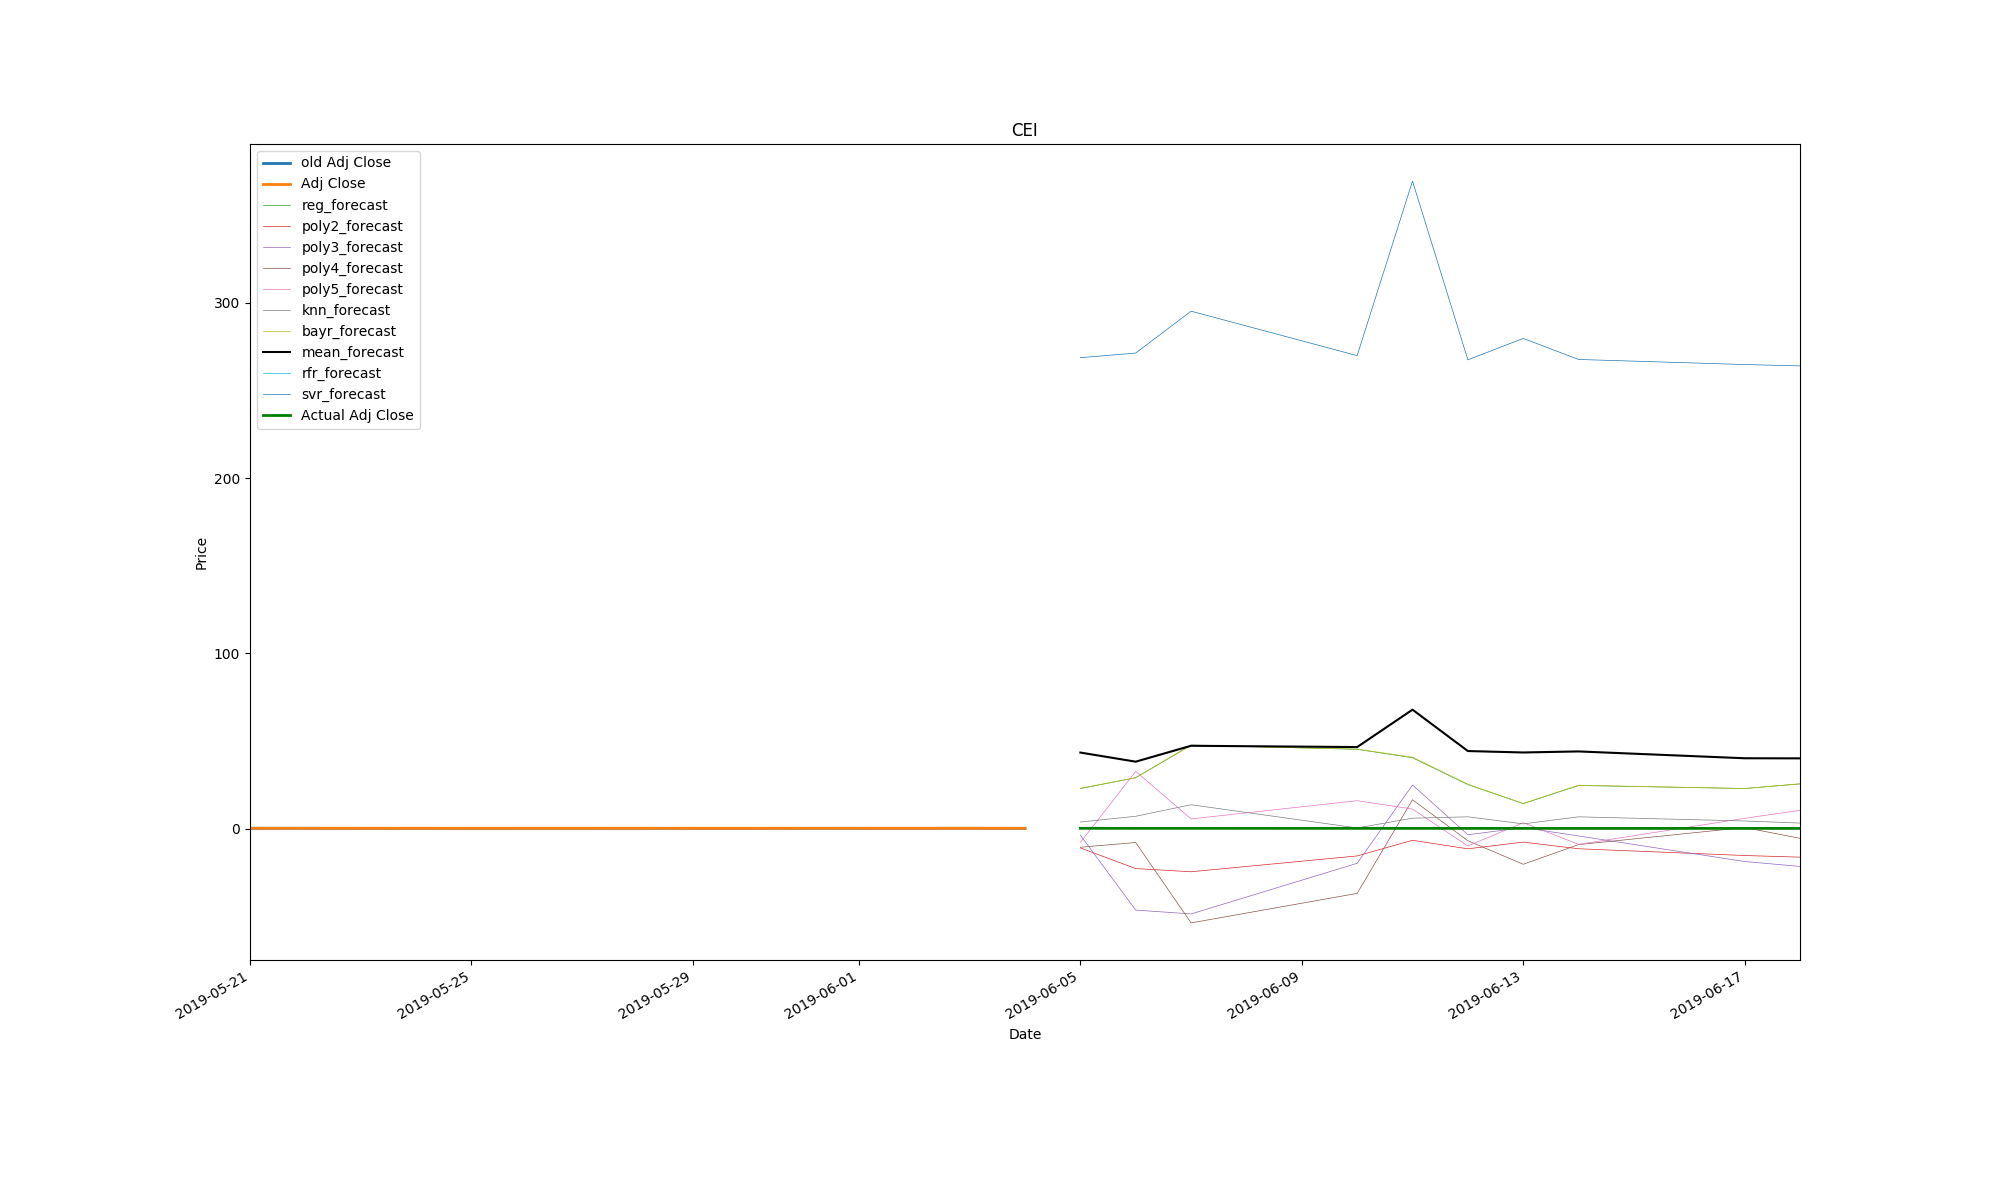 CEI
old Adj Close
Adj Close
reg_forecast
poly2_forecast
poly3_forecast
poly4_forecast
poly5_forecast
knn_forecast
bayr_forecast
mean_forecast
rfr_forecast
svr_forecast
Actual Adj Close
300
200
100
0
Price
2019-05-21
2019-05-25
2019-05-29
2019-06-01
2019-06-05
2019-06-09
2019-06-13
2019-06-17
Date